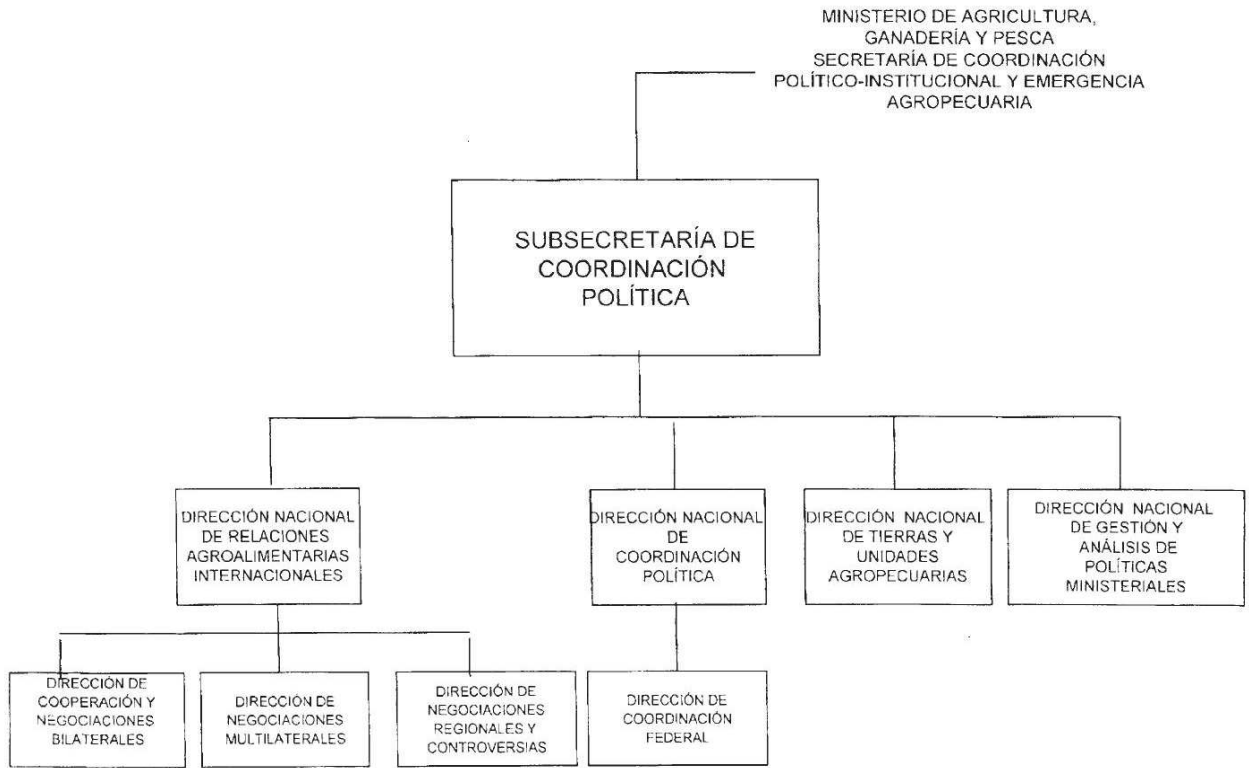 MINISTERIO DE AGRICULTURA,
GANADERÍA Y PESCA
SECRETARÍA DE COORDINACIÓN
POLÍTICO-INSTITUCIONAL Y EMERGENCIA
AGROPECUARIA
SUBSECRETARÍA DE
COORDINACIÓN
POLÍTICA
DIRECCIÓN NACIONAL
DE RELACIONES
AGROALIMENTARIAS
INTERNACIONALES
DIRECCIÓN NACIONAL
DE
COORDINACIÓN
POLÍTICA
DIRECCIÓN NACIONAL
DE TIERRAS Y
UNIDADES
AGROPECUARIAS
DIRECCIÓN NACIONAL
DE GESTIÓN Y
ANÁLISIS DE
POLÍTICAS
MINISTERIALES
DIRECCIÓN DE
COOPERACIÓN Y
NEGOCIACIONES
BILATERALES
DIRECCIÓN DE
NEGOCIACIONES
MULTILATERALES
DIRECCIÓN DE
NEGOCIACIONES
REGIONALES Y
CONTROVERSIAS
DIRECCIÓN DE
COORDINACIÓN
FEDERAL